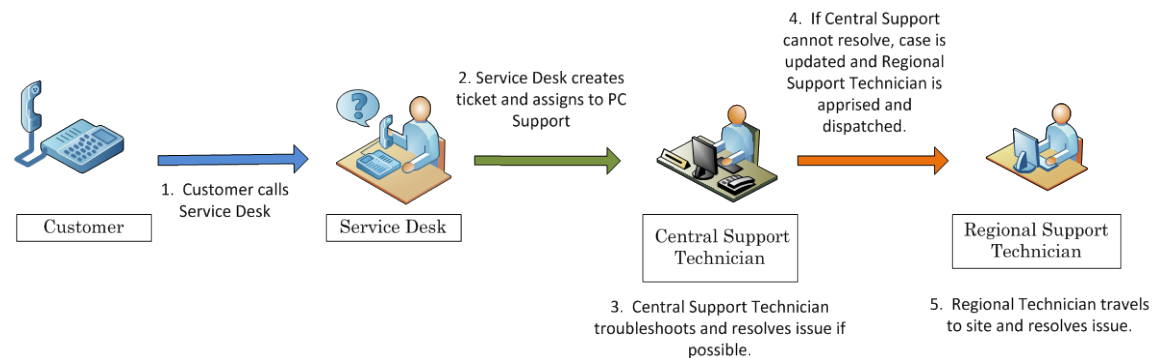 1. Customer calls
Service Desk
Customer
?
2. Service Desk creates
ticket and assigns to PC
Support
Service Desk
Central Support
Technician
3. Central Support Technician
troubleshoots and resolves issue if
possible.
4. If Central Support
cannot resolve, case is
updated and Regional
Support Technician is
apprised and
dispatched.
Regional Support
Technician
5. Regional Technician travels
to site and resolves issue.